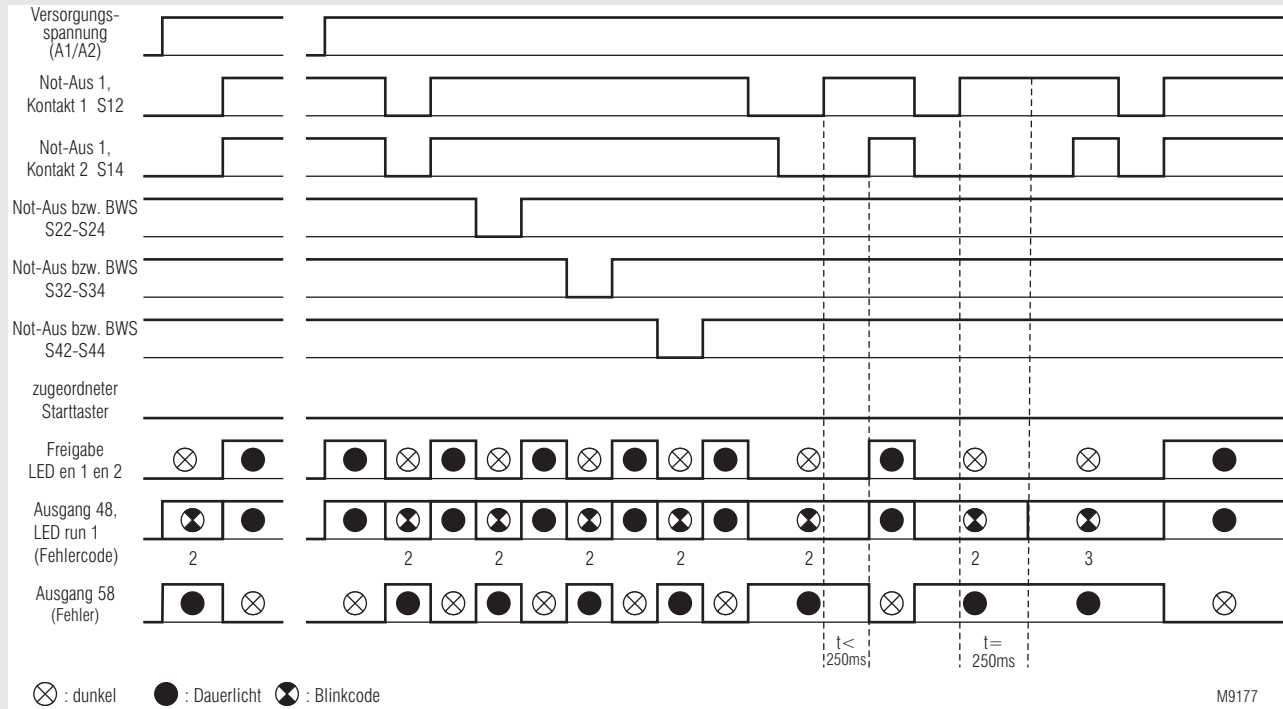 Versorgungs-
spannung
(A1/A2)
Not-Aus 1,
Kontakt 1 S12
Not-Aus 1,
Kontakt 2 S14
Not-Aus bzw. BWS
S22-S24
Not-Aus bzw. BWS
S32-S34
Not-Aus bzw. BWS
S42-S44
zugeordneter
Starttaster
Freigabe
LED en 1 en 2
Ausgang 48,
LED run 1
(Fehlercode)
2 2 2 2 2 2 2 3
Ausgang 58
(Fehler)
t<
250ms
t=
250ms
: dunkel : Dauerlicht : Blinkcode
M9177